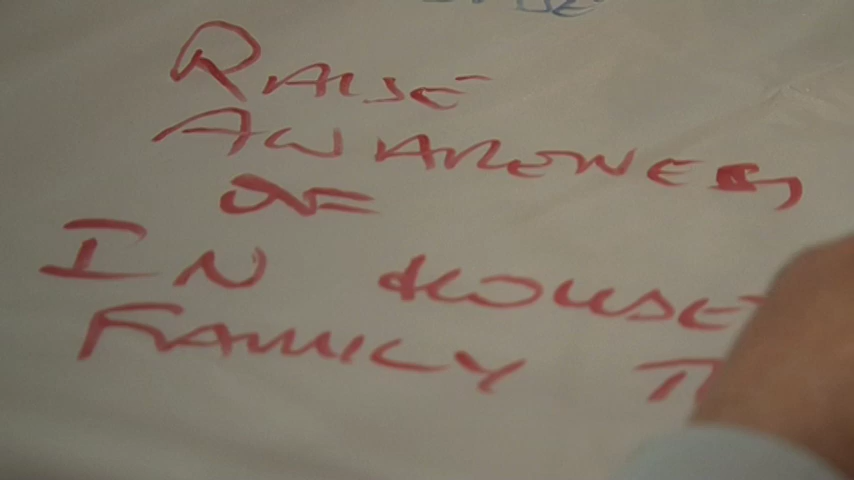 RAISE
AWARENESS
OF
IN HOUSE
FAMILY